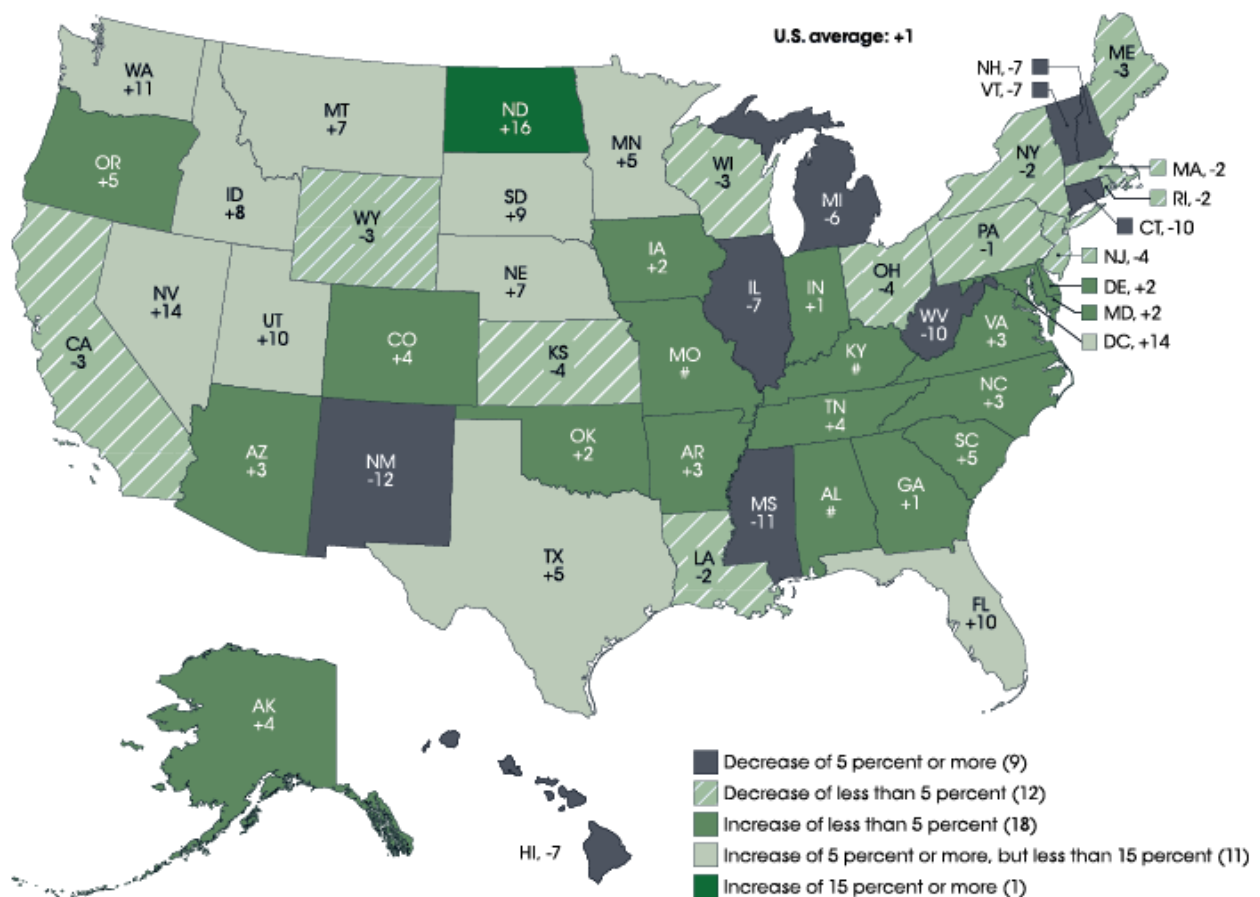 U.S. average: +1
WA
+11
MT
+7
ND
+16
MN
+5
ME
-3
NH, -7
VT, -7
OR
+5
ID
+8
WY
-3
SD
+9
WI
-3
MI
-6
NY
-2
MA, -2
RI, -2
CT, -10
NV
+14
UT
+10
NE
+7
IA
+2
PA
-1
NJ, -4
DE, +2
MD, +2
DC, +14
CA
-3
CO
+4
KS
-4
MO
#
IL
-7
IN
+1
OH
-4
WV
-10
VA
+3
KY
#
NC
+3
TN
+4
SC
+5
AZ
+3
NM
-12
OK
+2
AR
+3
MS
-11
AL
#
GA
+1
TX
+5
LA
-2
FL
+10
AK
+4
HI, -7
Decrease of 5 percent or more (9)
Decrease of less than 5 percent (12)
Increase of less than 5 percent (18)
Increase of 5 percent or more, but less than 15 percent (11)
Increase of 15 percent or more (1)